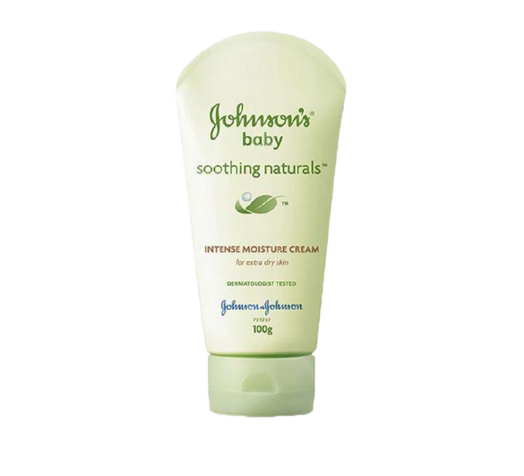 Johnson's®
baby
soothing naturals™
™
INTENSE MOISTURE CREAM
for extra dry skin
DERMATOLOGIST TESTED
Johnson & Johnson
100g